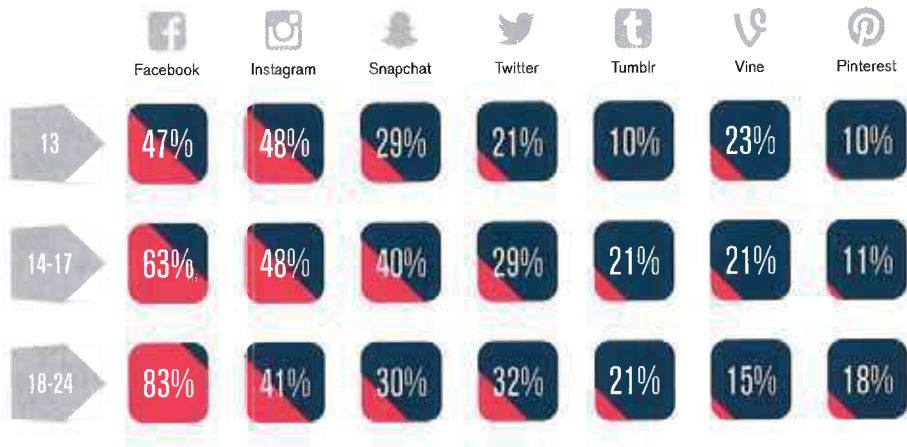 Facebook Instagram Snapchat Twitter Tumblr Vine Pinterest
13 47% 48% 29% 21% 10% 23% 10%
14-17 63% 48% 40% 29% 21% 21% 11%
18-24 83% 41% 30% 32% 21% 15% 18%